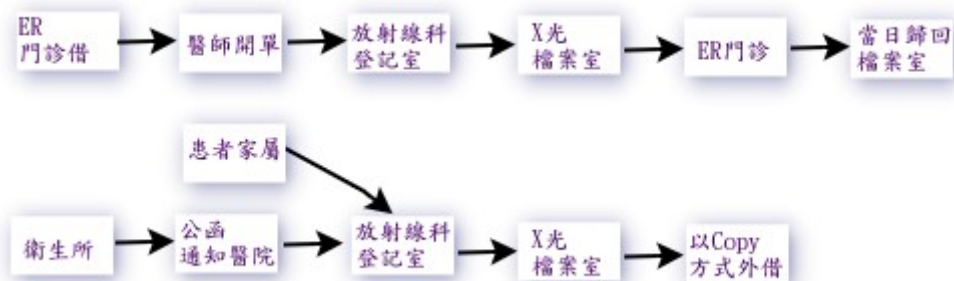 ER
門診借
醫師開單
放射線科
登記室
X光
檔案室
ER門診
當日歸回
檔案室
患者家屬
衛生所
公函
通知醫院
放射線科
登記室
X光
檔案室
以Copy
方式外借